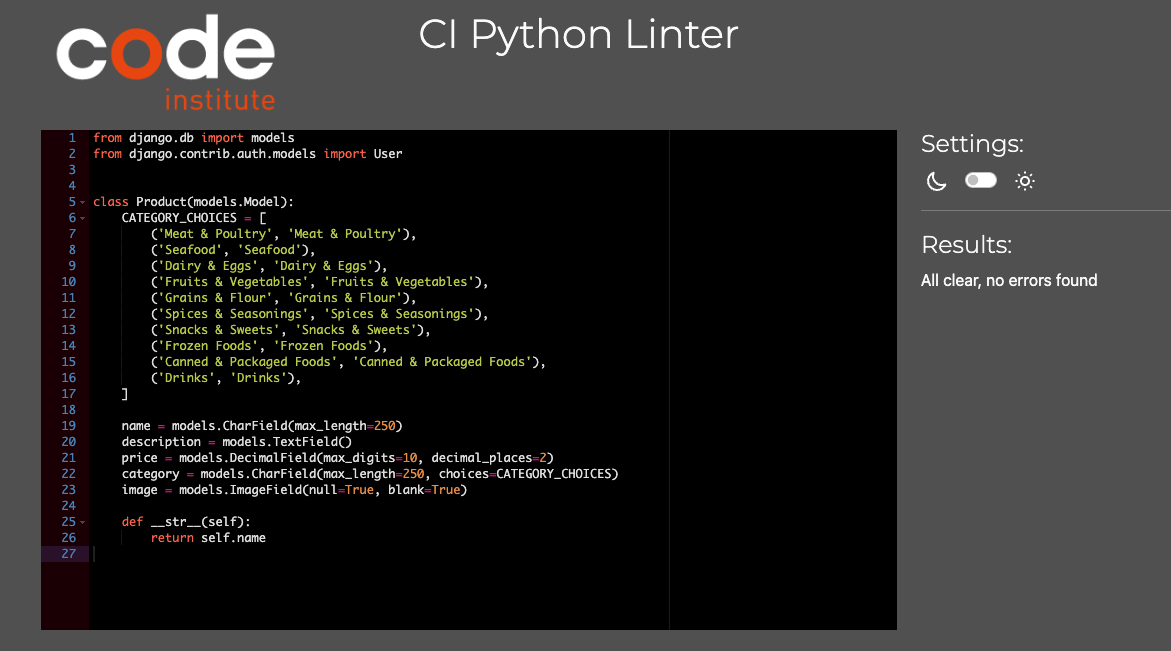 code
institute
CI Python Linter
1 from django.db import models
2 from django.contrib.auth.models import User
3
4
5 class Product(models.Model):
6     CATEGORY_CHOICES = [
7         ('Meat & Poultry', 'Meat & Poultry'),
8         ('Seafood', 'Seafood'),
9         ('Dairy & Eggs', 'Dairy & Eggs'),
10         ('Fruits & Vegetables', 'Fruits & Vegetables'),
11         ('Grains & Flour', 'Grains & Flour'),
12         ('Spices & Seasonings', 'Spices & Seasonings'),
13         ('Snacks & Sweets', 'Snacks & Sweets'),
14         ('Frozen Foods', 'Frozen Foods'),
15         ('Canned & Packaged Foods', 'Canned & Packaged Foods'),
16         ('Drinks', 'Drinks'),
17     ]
18
19     name = models.CharField(max_length=250)
20     description = models.TextField()
21     price = models.DecimalField(max_digits=10, decimal_places=2)
22     category = models.CharField(max_length=250, choices=CATEGORY_CHOICES)
23     image = models.ImageField(null=True, blank=True)
24
25     def __str__(self):
26         return self.name
27
Settings:
Results:
All clear, no errors found